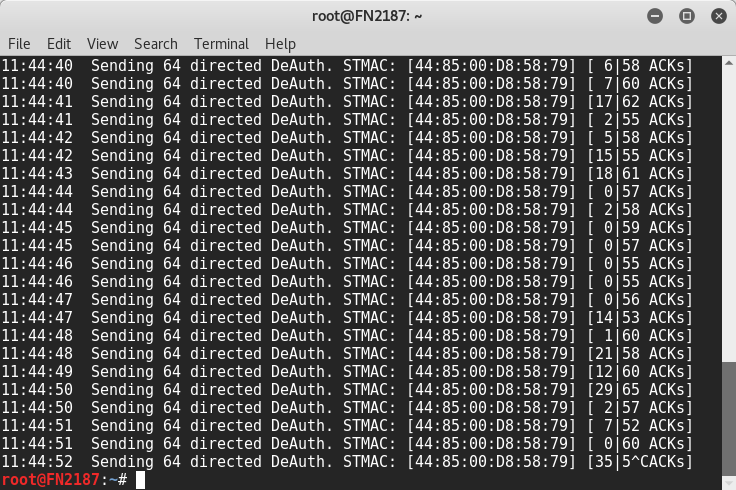 root@FN2187: ~
File Edit View Search Terminal Help
11:44:40  Sending 64 directed DeAuth. STMAC: [44:85:00:D8:58:79] [ 6|58 ACKs]
11:44:40  Sending 64 directed DeAuth. STMAC: [44:85:00:D8:58:79] [ 7|60 ACKs]
11:44:41  Sending 64 directed DeAuth. STMAC: [44:85:00:D8:58:79] [17|62 ACKs]
11:44:41  Sending 64 directed DeAuth. STMAC: [44:85:00:D8:58:79] [ 2|55 ACKs]
11:44:42  Sending 64 directed DeAuth. STMAC: [44:85:00:D8:58:79] [ 5|58 ACKs]
11:44:42  Sending 64 directed DeAuth. STMAC: [44:85:00:D8:58:79] [15|55 ACKs]
11:44:43  Sending 64 directed DeAuth. STMAC: [44:85:00:D8:58:79] [18|61 ACKs]
11:44:44  Sending 64 directed DeAuth. STMAC: [44:85:00:D8:58:79] [ 0|57 ACKs]
11:44:44  Sending 64 directed DeAuth. STMAC: [44:85:00:D8:58:79] [ 2|58 ACKs]
11:44:45  Sending 64 directed DeAuth. STMAC: [44:85:00:D8:58:79] [ 0|59 ACKs]
11:44:45  Sending 64 directed DeAuth. STMAC: [44:85:00:D8:58:79] [ 0|57 ACKs]
11:44:46  Sending 64 directed DeAuth. STMAC: [44:85:00:D8:58:79] [ 0|55 ACKs]
11:44:46  Sending 64 directed DeAuth. STMAC: [44:85:00:D8:58:79] [ 0|55 ACKs]
11:44:47  Sending 64 directed DeAuth. STMAC: [44:85:00:D8:58:79] [ 0|56 ACKs]
11:44:47  Sending 64 directed DeAuth. STMAC: [44:85:00:D8:58:79] [14|53 ACKs]
11:44:48  Sending 64 directed DeAuth. STMAC: [44:85:00:D8:58:79] [ 1|60 ACKs]
11:44:48  Sending 64 directed DeAuth. STMAC: [44:85:00:D8:58:79] [21|58 ACKs]
11:44:49  Sending 64 directed DeAuth. STMAC: [44:85:00:D8:58:79] [12|60 ACKs]
11:44:50  Sending 64 directed DeAuth. STMAC: [44:85:00:D8:58:79] [29|65 ACKs]
11:44:50  Sending 64 directed DeAuth. STMAC: [44:85:00:D8:58:79] [ 2|57 ACKs]
11:44:51  Sending 64 directed DeAuth. STMAC: [44:85:00:D8:58:79] [ 7|52 ACKs]
11:44:51  Sending 64 directed DeAuth. STMAC: [44:85:00:D8:58:79] [ 0|60 ACKs]
11:44:52  Sending 64 directed DeAuth. STMAC: [44:85:00:D8:58:79] [35|5^CACKs]
root@FN2187:~#